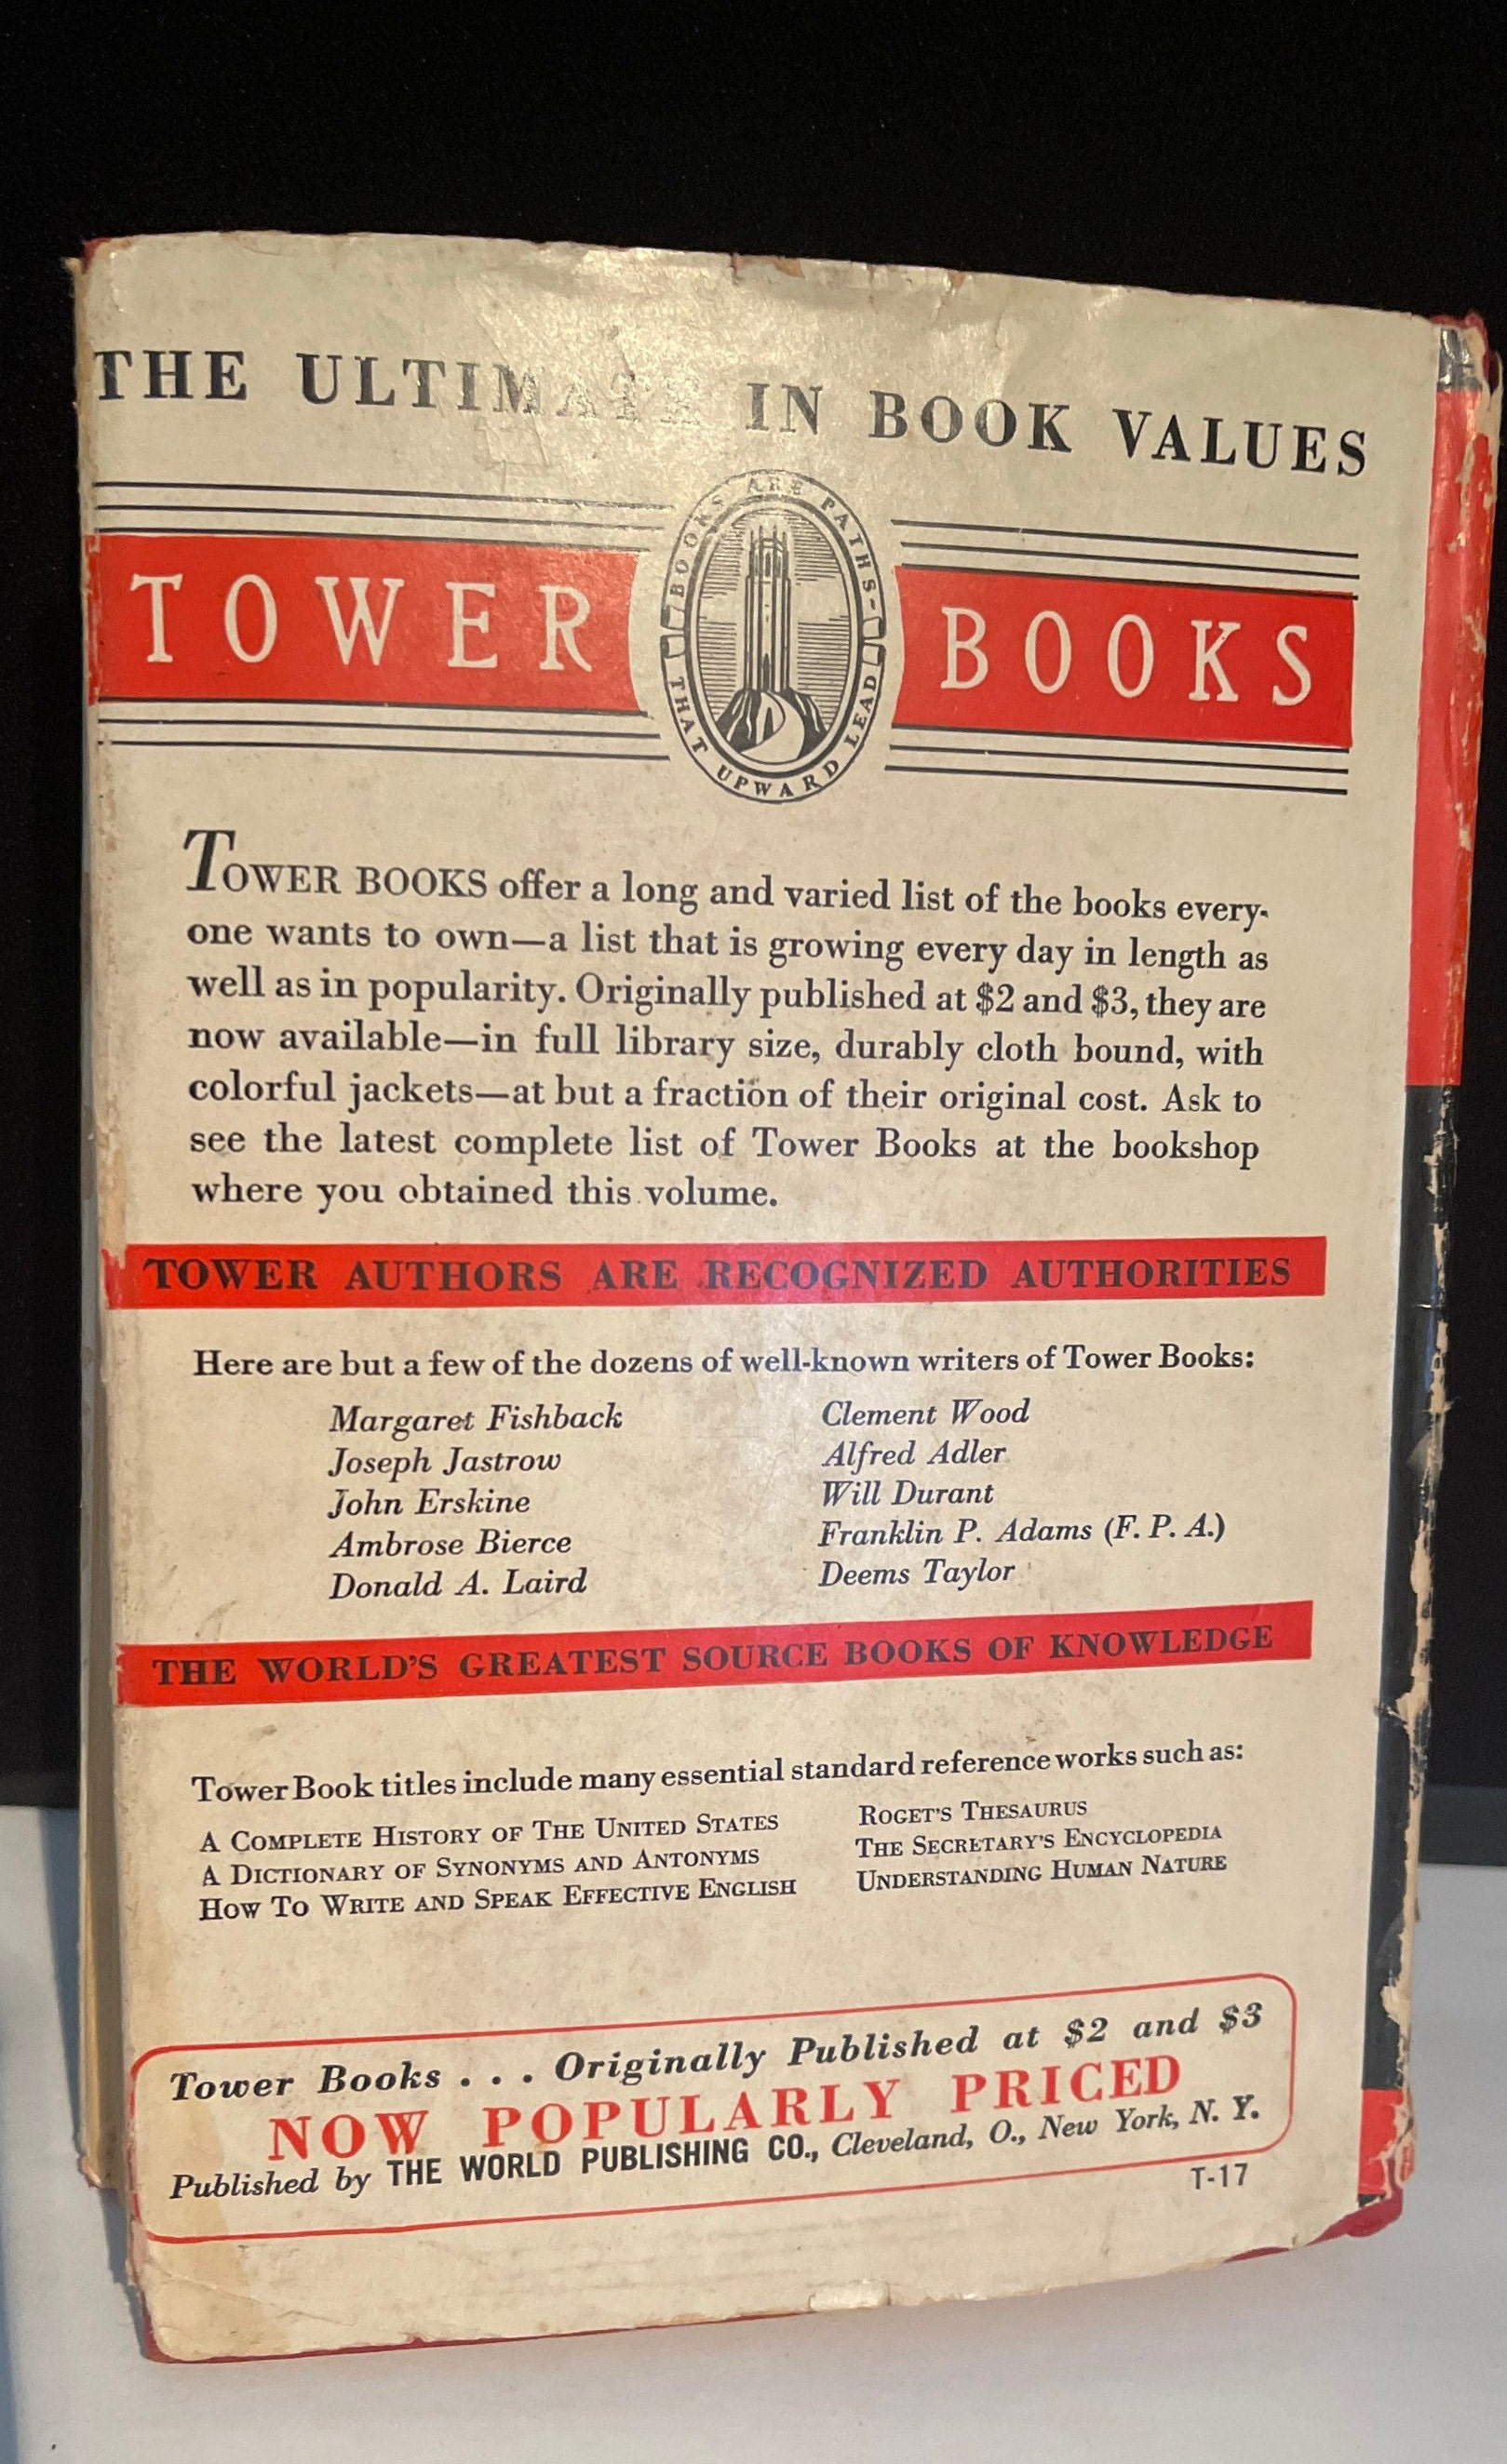 THE ULTIMATE IN BOOK VALUES
TOWER BOOKS
BOOKS ARE PATHS-
THAT UPWARD LEAD
TOWER BOOKS offer a long and varied list of the books every-
one wants to own—a list that is growing every day in length as
well as in popularity. Originally published at $2 and $3, they are
now available—in full library size, durably cloth bound, with
colorful jackets—at but a fraction of their original cost. Ask to
see the latest complete list of Tower Books at the bookshop
where you obtained this volume.
TOWER AUTHORS ARE RECOGNIZED AUTHORITIES
Here are but a few of the dozens of well-known writers of Tower Books:
Margaret Fishback
Joseph Jastrow
John Erskine
Ambrose Bierce
Donald A. Laird
Clement Wood
Alfred Adler
Will Durant
Franklin P. Adams (F. P. A.)
Deems Taylor
THE WORLD'S GREATEST SOURCE BOOKS OF KNOWLEDGE
Tower Book titles include many essential standard reference works such as:
A COMPLETE HISTORY OF THE UNITED STATES
A DICTIONARY OF SYNONYMS AND ANTONYMS
HOW TO WRITE AND SPEAK EFFECTIVE ENGLISH
ROGET'S THESAURUS
THE SECRETARY'S ENCYCLOPEDIA
UNDERSTANDING HUMAN NATURE
Tower Books . . . Originally Published at $2 and $3
NOW POPULARLY PRICED
Published by THE WORLD PUBLISHING CO., Cleveland, O., New York, N. Y.
T-17